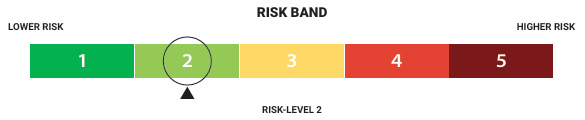 RISK BAND
LOWER RISK
HIGHER RISK
1 2 3 4 5
RISK-LEVEL 2